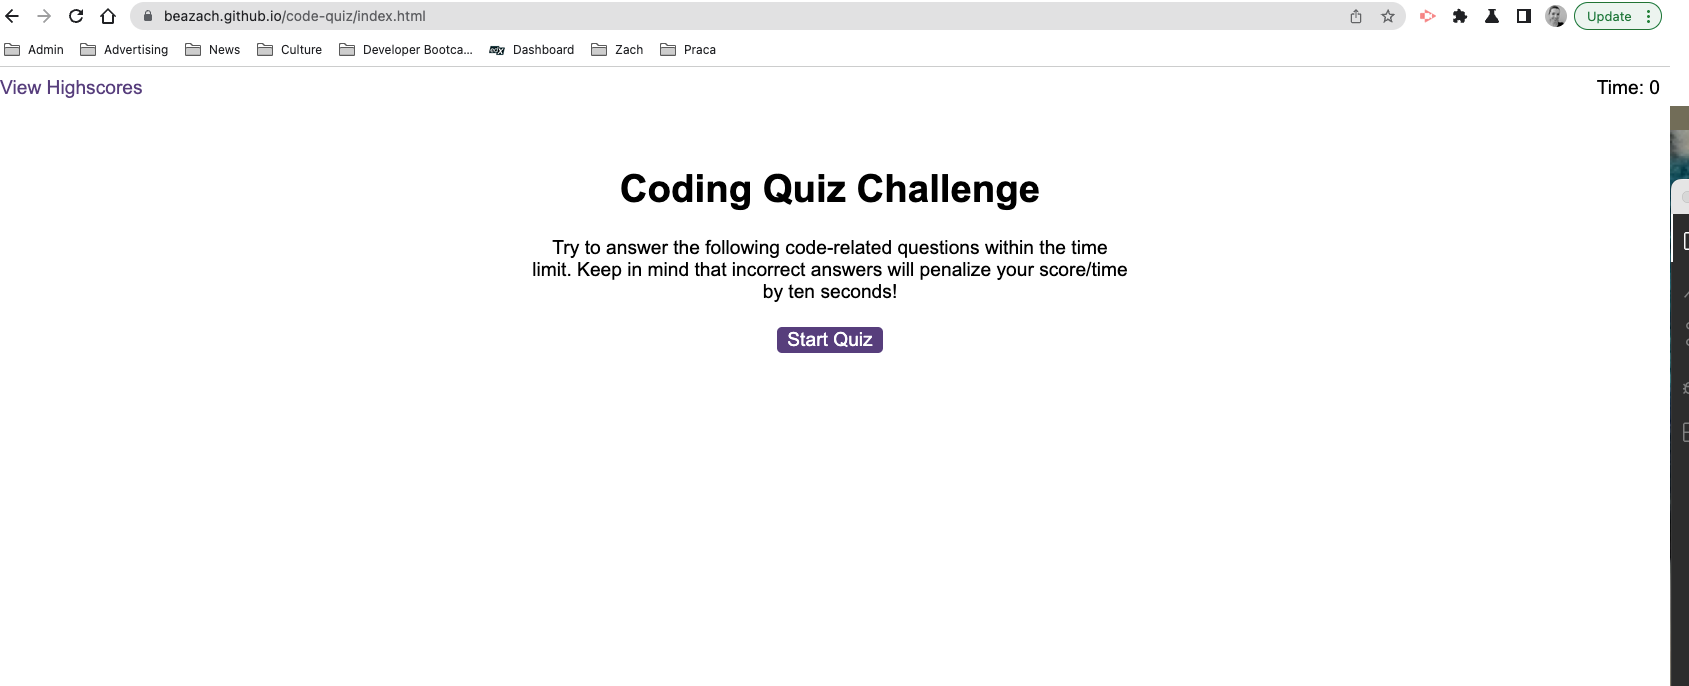 beazach.github.io/code-quiz/index.html
Update
Admin Advertising News Culture Developer Bootca... Dashboard Zach Praca
View Highscores
Time: 0
Coding Quiz Challenge
Try to answer the following code-related questions within the time
limit. Keep in mind that incorrect answers will penalize your score/time
by ten seconds!
Start Quiz